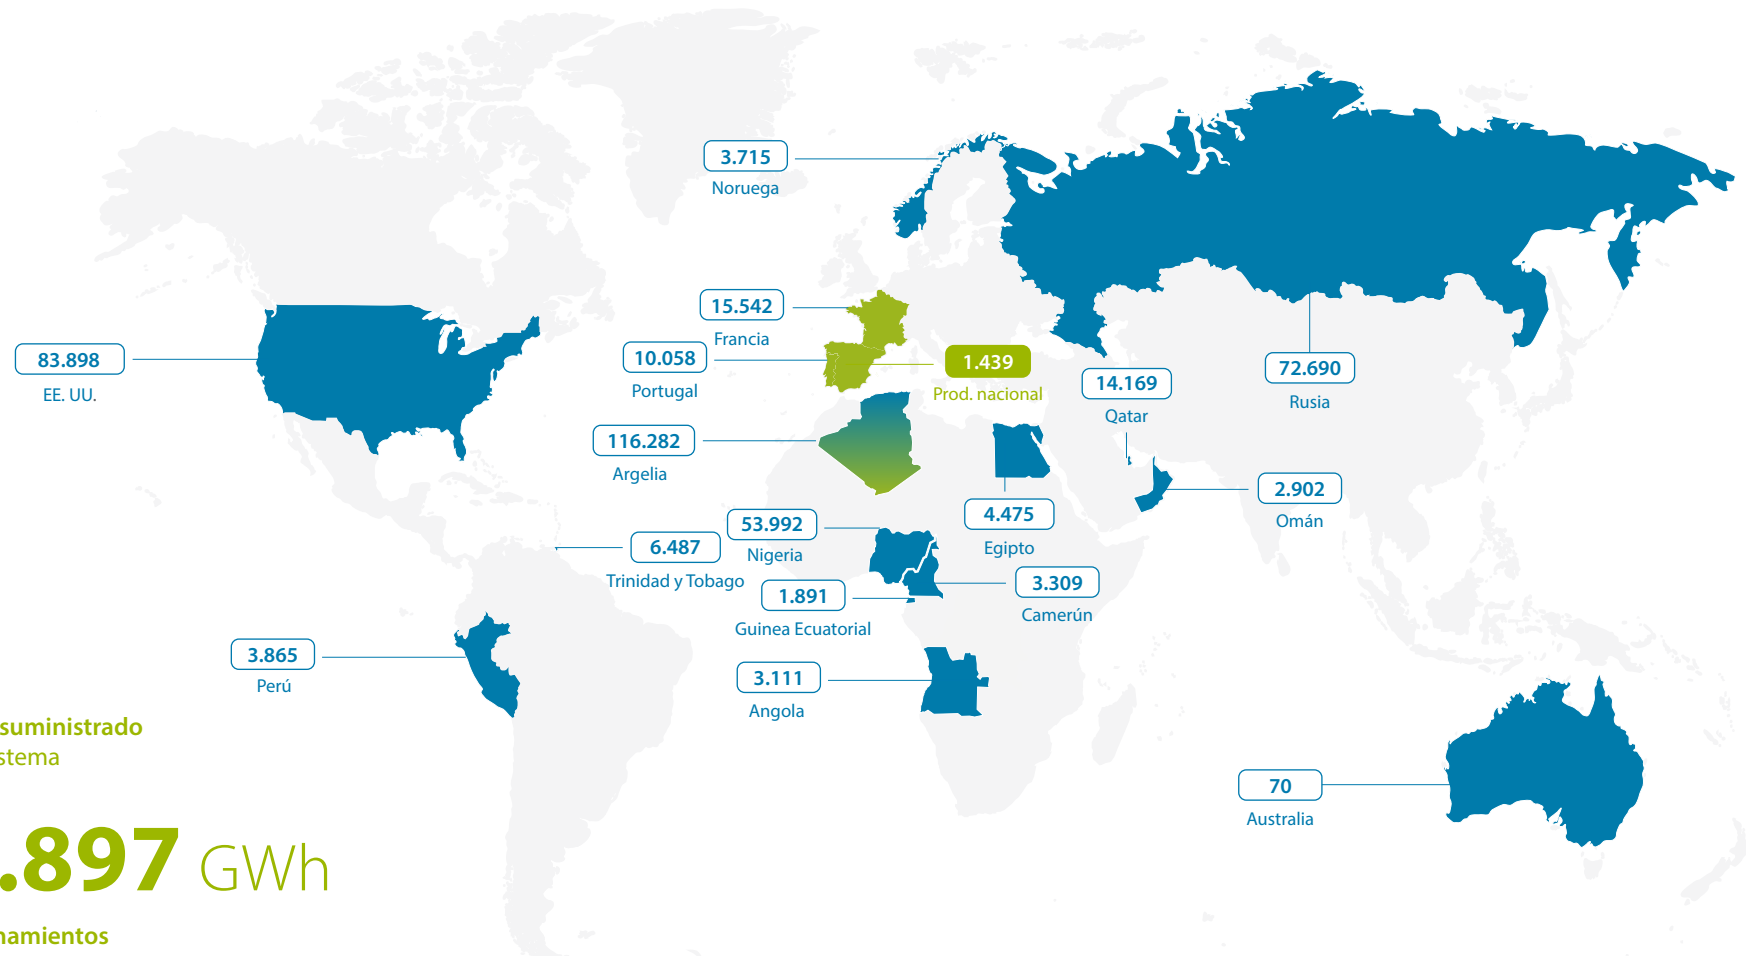 3.715
Noruega
15.542
Francia
83.898
EE. UU.
10.058
Portugal
1.439
Prod. nacional
14.169
Qatar
72.690
Rusia
116.282
Argelia
2.902
Omán
4.475
Egipto
53.992
Nigeria
6.487
Trinidad y Tobago
3.309
Camerún
1.891
Guinea Ecuatorial
3.865
Perú
3.111
Angola
suministrado
stema
70
Australia
.897 GWh
namientos